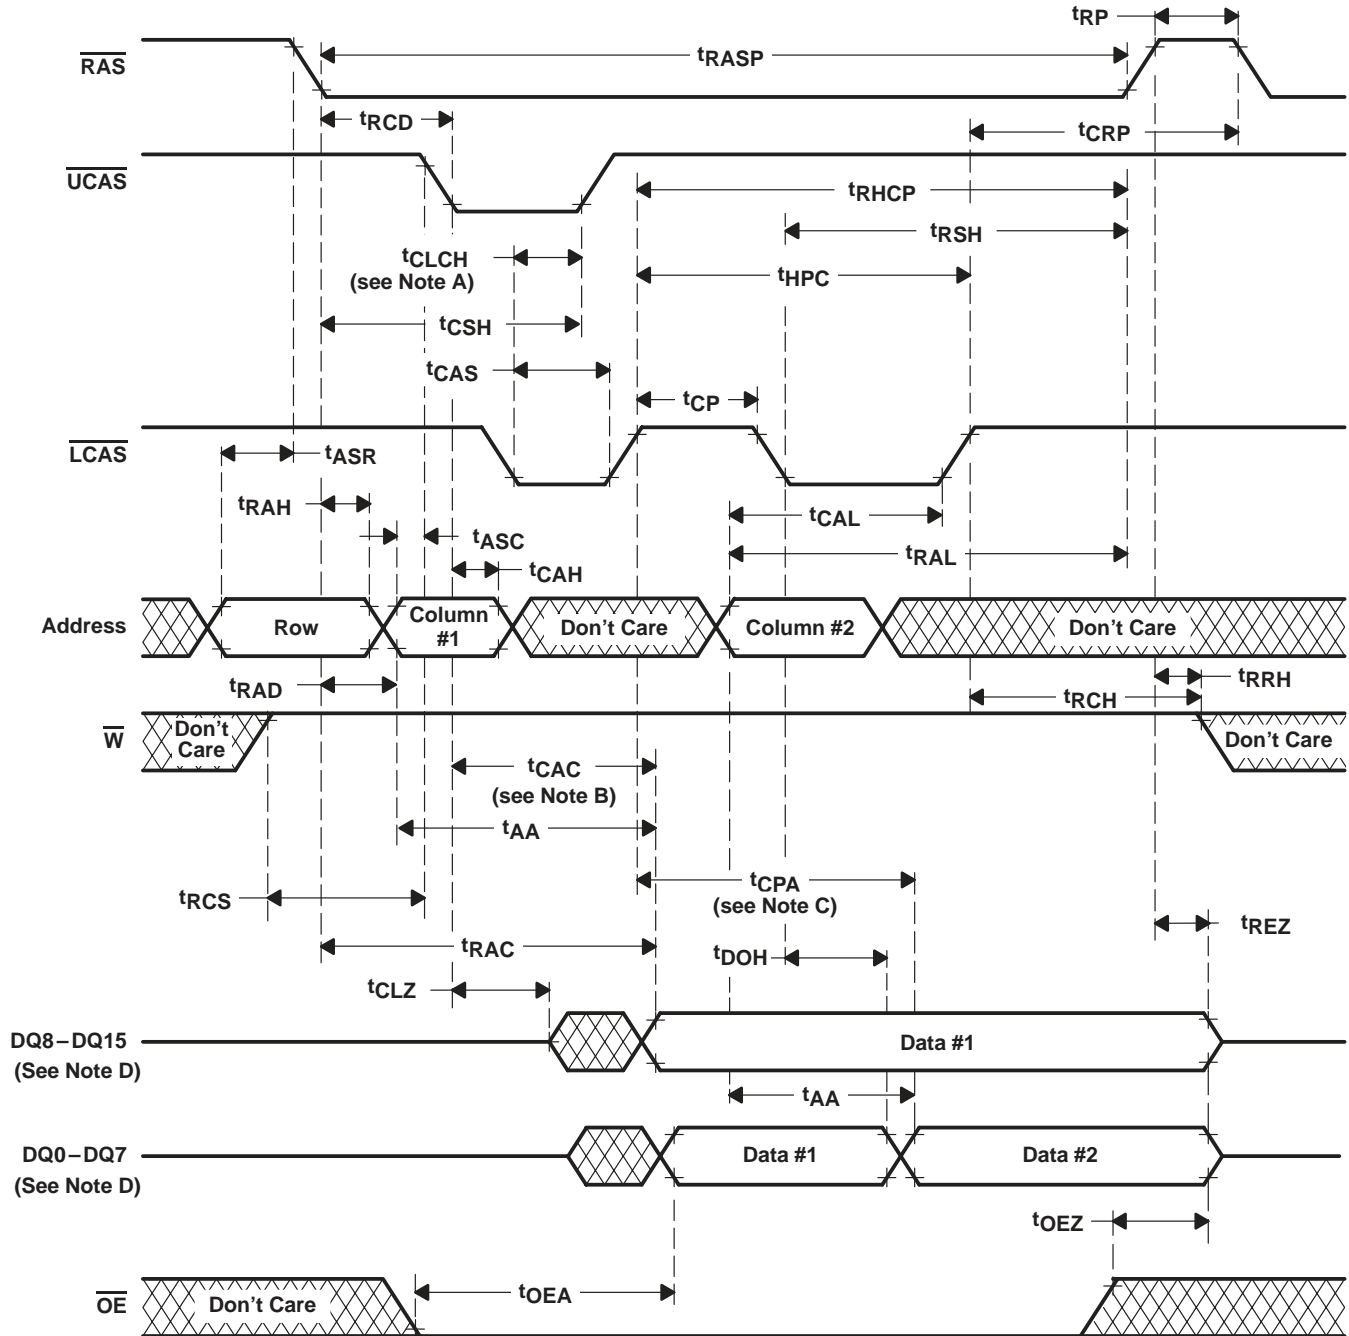 tRP
RAS
tRASP
tRCD
tCRP
UCAS
tRHCP
tRSH
tCLCH
(see Note A)
tHPC
tCSH
tCAS
tCP
LCAS
tASR
tRAH
tCAL
tASC
tRAL
tCAH
Address
Row
Column
#1
Don't Care
Column #2
Don't Care
tRAD
tRRH
tRCH
W
Don't
Care
Don't Care
tCAC
(see Note B)
tAA
tCPA
(see Note C)
tRCS
tREZ
tRAC
tDOH
tCLZ
DQ8–DQ15
(See Note D)
Data #1
tAA
DQ0–DQ7
(See Note D)
Data #1
Data #2
tOEZ
OE
Don't Care
tOEA